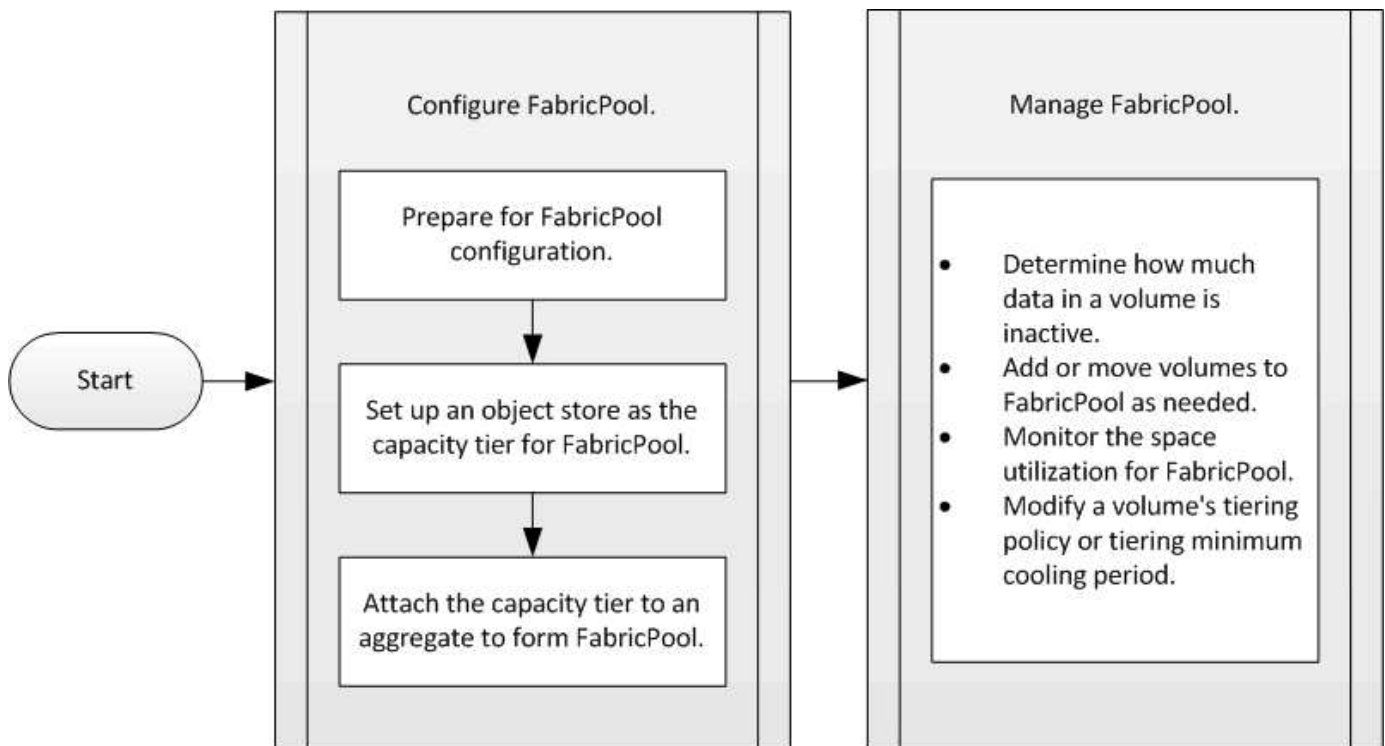 Start
Configure FabricPool.
Prepare for FabricPool
configuration.
Set up an object store as the
capacity tier for FabricPool.
Attach the capacity tier to an
aggregate to form FabricPool.
Manage FabricPool.
• Determine how much
data in a volume is
inactive.
• Add or move volumes to
FabricPool as needed.
• Monitor the space
utilization for FabricPool.
• Modify a volume's tiering
policy or tiering minimum
cooling period.